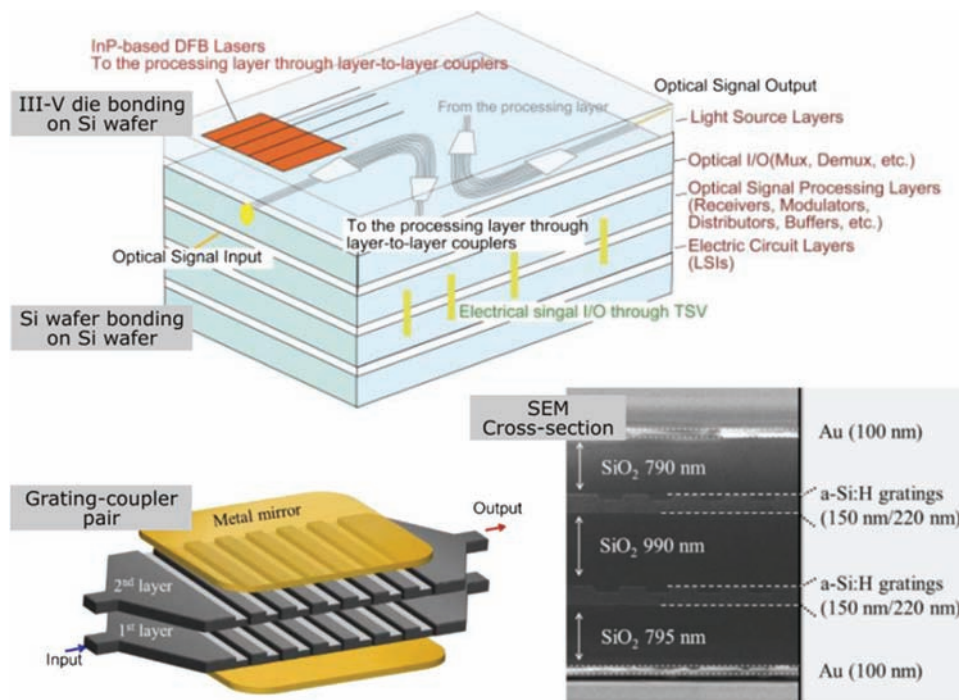 InP-based DFB Lasers
To the processing layer through layer-to-layer couplers
III-V die bonding
on Si wafer
From the processing layer
Optical Signal Output
Light Source Layers
Optical I/O(Mux, Demux, etc.)
Optical Signal Processing Layers
(Receivers, Modulators,
Distributors, Buffers, etc.)
Electric Circuit Layers
(LSIs)
To the processing layer through
layer-to-layer couplers
Optical Signal Input
Electrical singal I/O through TSV
Si wafer bonding
on Si wafer
SEM
Cross-section
Au (100 nm)
SiO₂ 790 nm
a-Si:H gratings
(150 nm/220 nm)
SiO₂ 990 nm
a-Si:H gratings
(150 nm/220 nm)
SiO₂ 795 nm
Au (100 nm)
Grating-coupler
pair
Metal mirror
Output
2nd layer
1st layer
Input